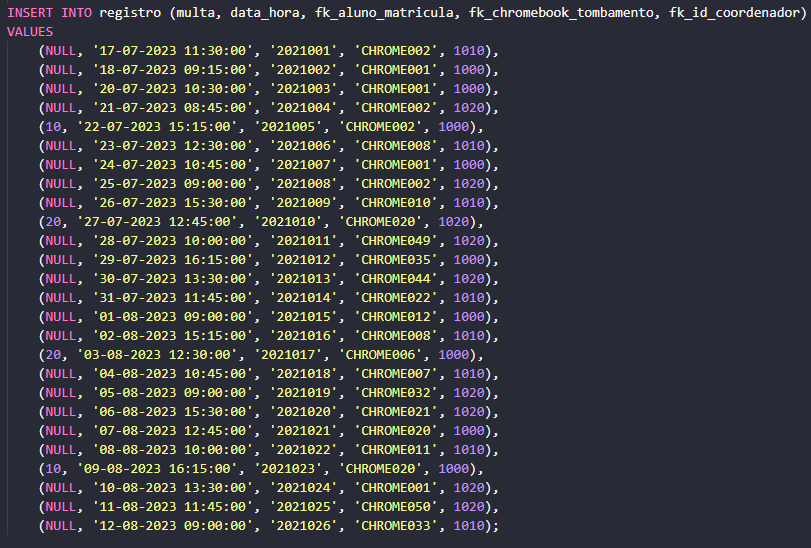 INSERT INTO registro (multa, data_hora, fk_aluno_matricula, fk_chromebook_tombamento, fk_id_coordenador)
VALUES
(NULL, '17-07-2023 11:30:00', '2021001', 'CHROME002', 1010),
(NULL, '18-07-2023 09:15:00', '2021002', 'CHROME001', 1000),
(NULL, '20-07-2023 10:30:00', '2021003', 'CHROME001', 1000),
(NULL, '21-07-2023 08:45:00', '2021004', 'CHROME002', 1020),
(10, '22-07-2023 15:15:00', '2021005', 'CHROME002', 1000),
(NULL, '23-07-2023 12:30:00', '2021006', 'CHROME008', 1010),
(NULL, '24-07-2023 10:45:00', '2021007', 'CHROME001', 1000),
(NULL, '25-07-2023 09:00:00', '2021008', 'CHROME002', 1020),
(NULL, '26-07-2023 15:30:00', '2021009', 'CHROME010', 1010),
(20, '27-07-2023 12:45:00', '2021010', 'CHROME020', 1020),
(NULL, '28-07-2023 10:00:00', '2021011', 'CHROME049', 1020),
(NULL, '29-07-2023 16:15:00', '2021012', 'CHROME035', 1000),
(NULL, '30-07-2023 13:30:00', '2021013', 'CHROME044', 1020),
(NULL, '31-07-2023 11:45:00', '2021014', 'CHROME022', 1010),
(NULL, '01-08-2023 09:00:00', '2021015', 'CHROME012', 1000),
(NULL, '02-08-2023 15:15:00', '2021016', 'CHROME008', 1010),
(20, '03-08-2023 12:30:00', '2021017', 'CHROME006', 1000),
(NULL, '04-08-2023 10:45:00', '2021018', 'CHROME007', 1010),
(NULL, '05-08-2023 09:00:00', '2021019', 'CHROME032', 1020),
(NULL, '06-08-2023 15:30:00', '2021020', 'CHROME021', 1020),
(NULL, '07-08-2023 12:45:00', '2021021', 'CHROME020', 1000),
(NULL, '08-08-2023 10:00:00', '2021022', 'CHROME011', 1010),
(10, '09-08-2023 16:15:00', '2021023', 'CHROME020', 1000),
(NULL, '10-08-2023 13:30:00', '2021024', 'CHROME001', 1020),
(NULL, '11-08-2023 11:45:00', '2021025', 'CHROME050', 1020),
(NULL, '12-08-2023 09:00:00', '2021026', 'CHROME033', 1010);